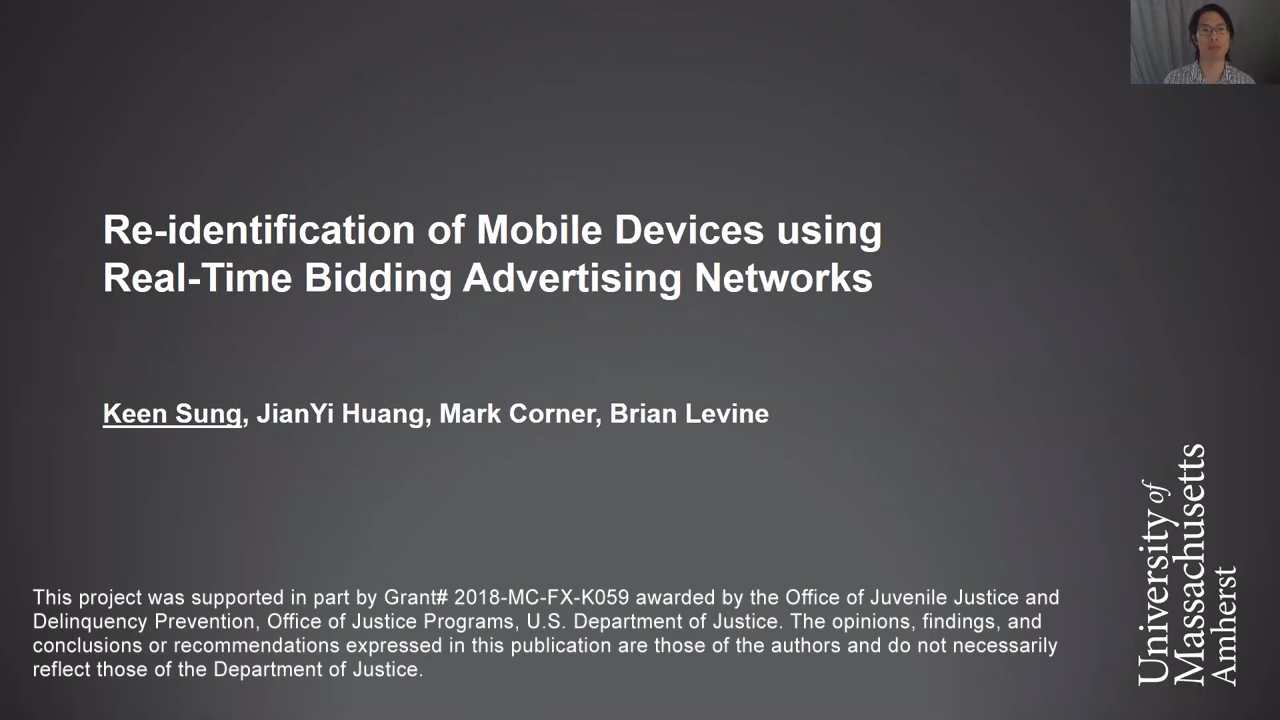 Re-identification of Mobile Devices using
Real-Time Bidding Advertising Networks
Keen Sung, JianYi Huang, Mark Corner, Brian Levine
This project was supported in part by Grant# 2018-MC-FX-K059 awarded by the Office of Juvenile Justice and
Delinquency Prevention, Office of Justice Programs, U.S. Department of Justice. The opinions, findings, and
conclusions or recommendations expressed in this publication are those of the authors and do not necessarily
reflect those of the Department of Justice.
University of
Massachusetts
Amherst